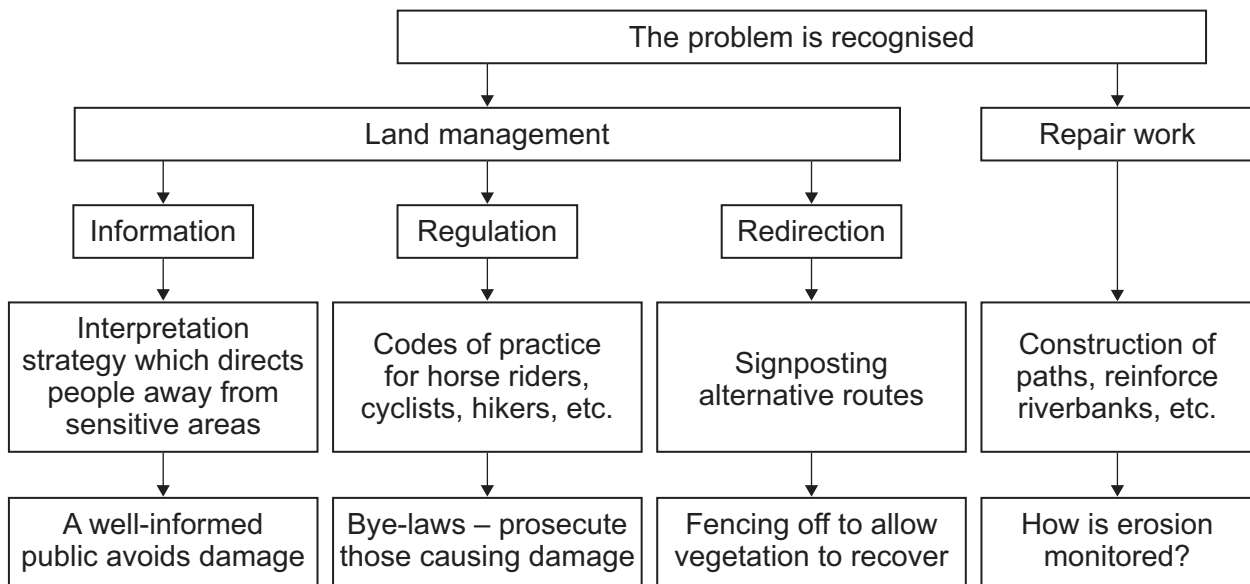 The problem is recognised
Land management
Repair work
Information
Regulation
Redirection
Interpretation
strategy which directs
people away from
sensitive areas
Codes of practice
for horse riders,
cyclists, hikers, etc.
Signposting
alternative routes
Construction of
paths, reinforce
riverbanks, etc.
A well-informed
public avoids damage
Bye-laws – prosecute
those causing damage
Fencing off to allow
vegetation to recover
How is erosion
monitored?